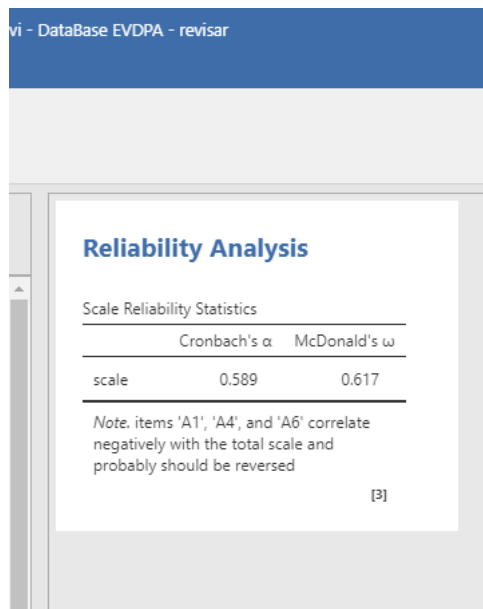 vi - DataBase EVDPA - revisar
Reliability Analysis
Scale Reliability Statistics
Cronbach's α McDonald's ω
scale 0.589 0.617
Note. items 'A1', 'A4', and 'A6' correlate
negatively with the total scale and
probably should be reversed
[3]